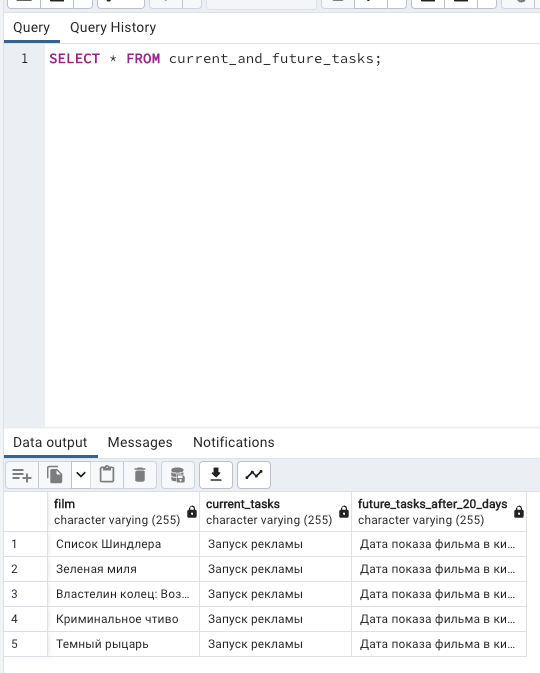 Query Query History
1 SELECT * FROM current_and_future_tasks;
Data output Messages Notifications
film current_tasks future_tasks_after_20_days
character varying (255) character varying (255) character varying (255)
1 Список Шиндлера Запуск рекламы Дата показа фильма в ки...
2 Зеленая миля Запуск рекламы Дата показа фильма в ки...
3 Властелин колец: Воз... Запуск рекламы Дата показа фильма в ки...
4 Криминальное чтиво Запуск рекламы Дата показа фильма в ки...
5 Темный рыцарь Запуск рекламы Дата показа фильма в ки...